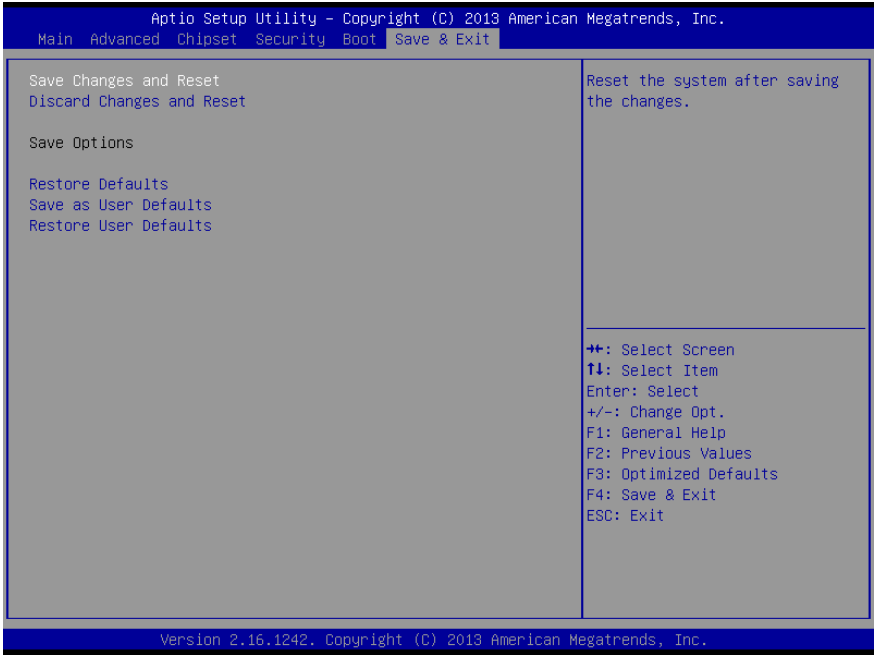 Aptio Setup Utility – Copyright (C) 2013 American Megatrends, Inc.
Main Advanced Chipset Security Boot Save & Exit
Save Changes and Reset
Discard Changes and Reset
Save Options
Restore Defaults
Save as User Defaults
Restore User Defaults
Reset the system after saving
the changes.
→←: Select Screen
↑↓: Select Item
Enter: Select
+/-: Change Opt.
F1: General Help
F2: Previous Values
F3: Optimized Defaults
F4: Save & Exit
ESC: Exit
Version 2.16.1242. Copyright (C) 2013 American Megatrends, Inc.